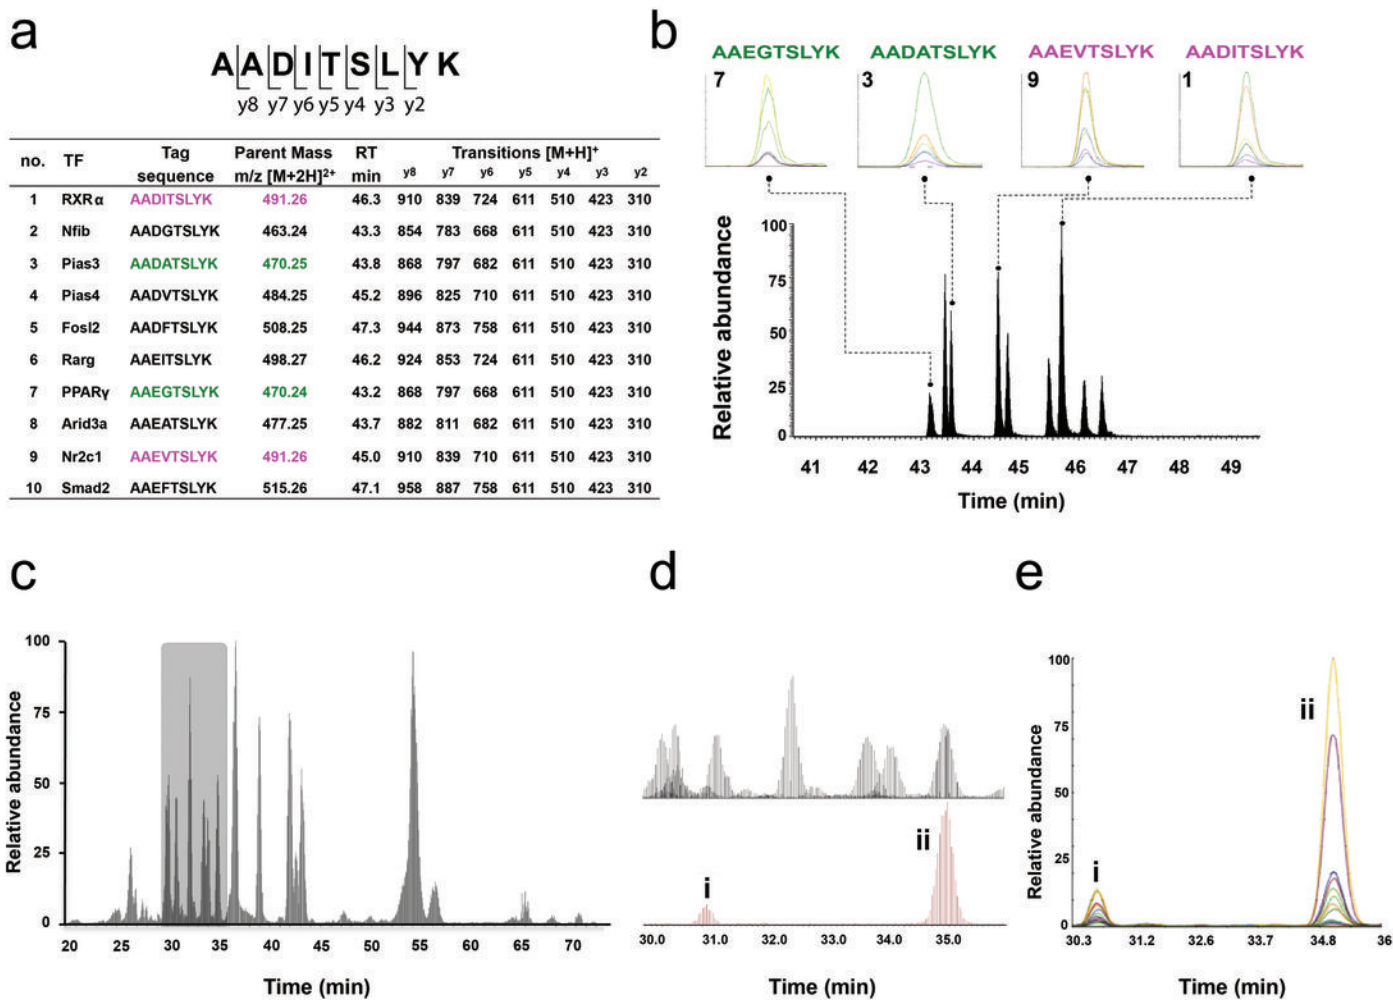 a
AADITSLYK
y8 y7 y6 y5 y4 y3 y2
no. TF Tag sequence Parent Mass m/z [M+2H]2+ RT min Transitions [M+H]+
y8 y7 y6 y5 y4 y3 y2
1 RXRα AADITSLYK 491.26 46.3 910 839 724 611 510 423 310
2 Nfib AADGTSLYK 463.24 43.3 854 783 668 611 510 423 310
3 Pias3 AADATSLYK 470.25 43.8 868 797 682 611 510 423 310
4 Pias4 AADVTSLYK 484.25 45.2 896 825 710 611 510 423 310
5 Fosl2 AADFTSLYK 508.25 47.3 944 873 758 611 510 423 310
6 Rarg AAEITSLYK 498.27 46.2 924 853 724 611 510 423 310
7 PPARγ AAEGTSLYK 470.24 43.2 868 797 668 611 510 423 310
8 Arid3a AAEATSLYK 477.25 43.7 882 811 682 611 510 423 310
9 Nr2c1 AAEVTSLYK 491.26 45.0 910 839 710 611 510 423 310
10 Smad2 AAEFTSLYK 515.26 47.1 958 887 758 611 510 423 310
b
AAEGTSLYK AADATSLYK AAEVTSLYK AADITSLYK
7 3 9 1
Relative abundance
100
75
50
25
0
41 42 43 44 45 46 47 48 49
Time (min)
c
Relative abundance
100
75
50
25
0
20 25 30 35 40 45 50 55 60 65 70
Time (min)
d
i
ii
30.0 31.0 32.0 33.0 34.0 35.0
Time (min)
e
Relative abundance
100
75
50
25
0
i
ii
30.3 31.2 32.6 33.7 34.8 36
Time (min)